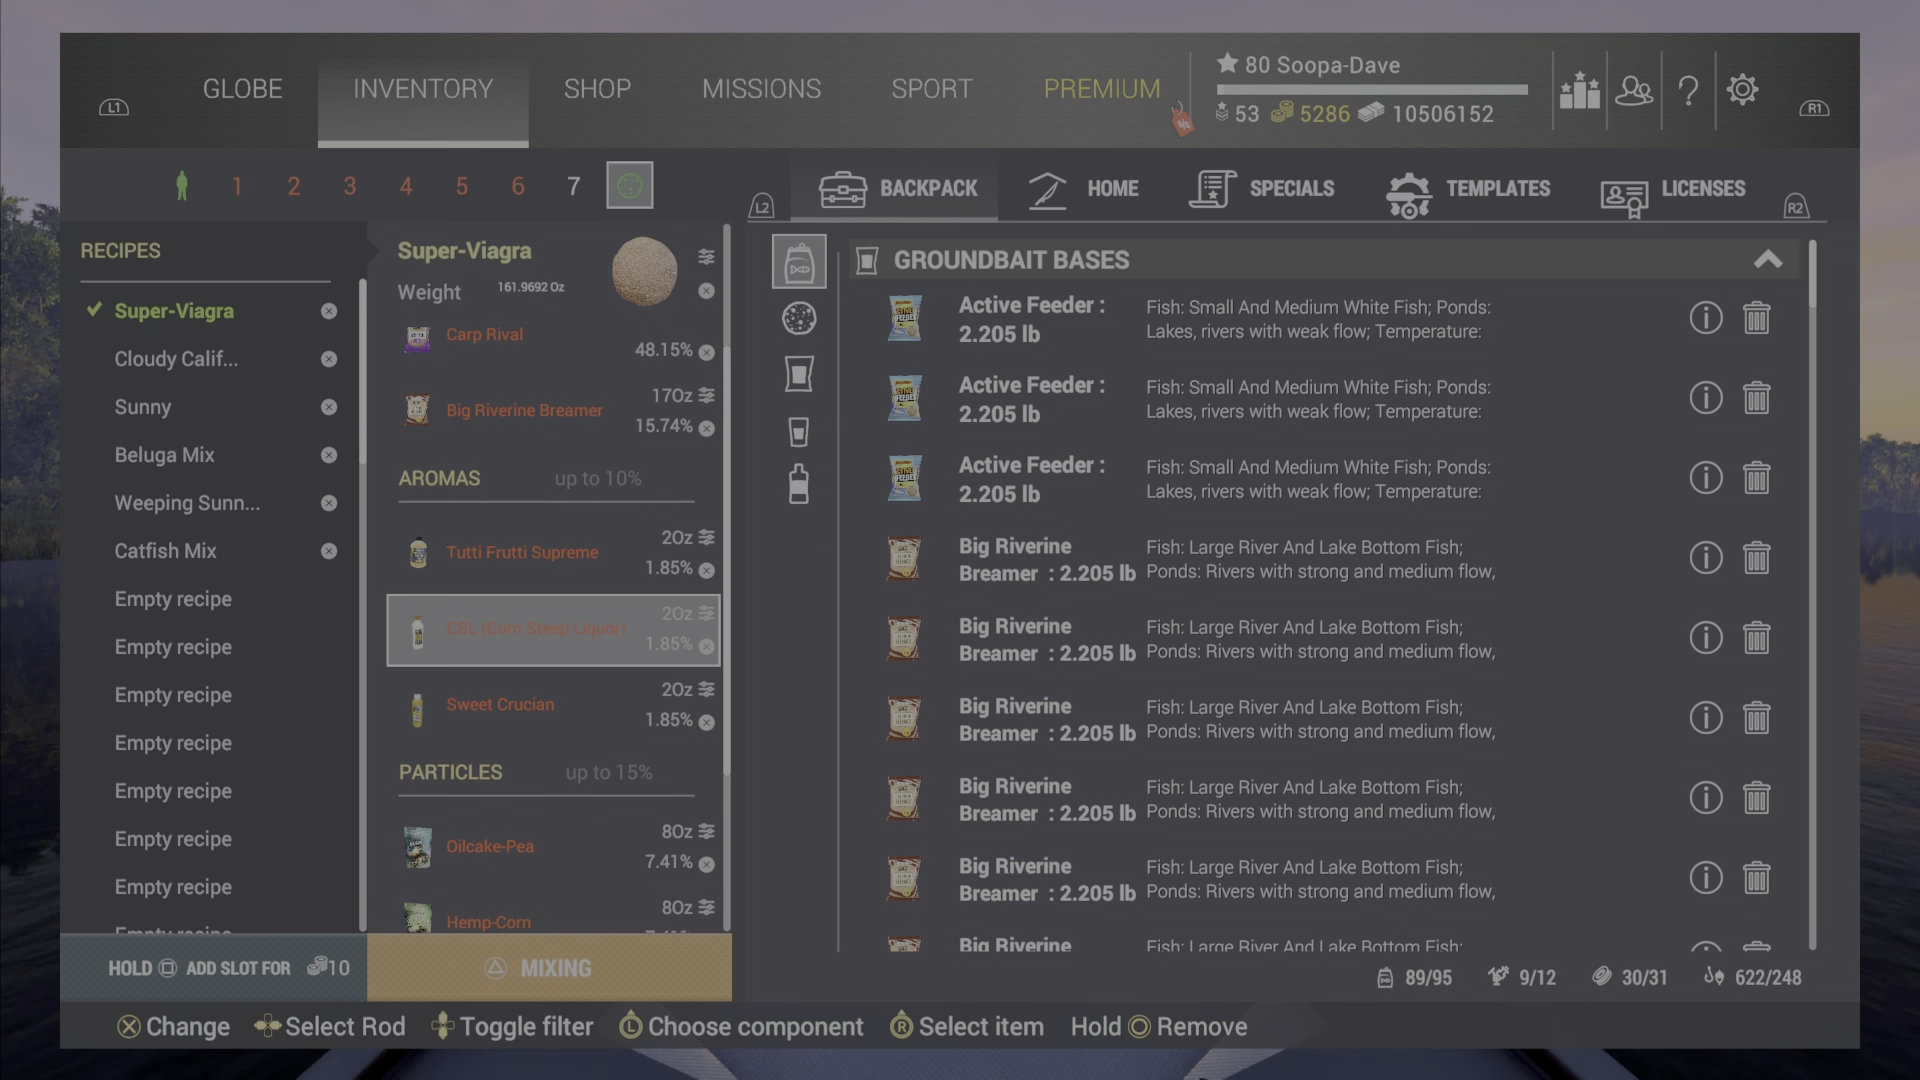 L1
GLOBE
INVENTORY
SHOP
MISSIONS
SPORT
PREMIUM
%
80 Soopa-Dave
53 5286 10506152
?
R1
1 2 3 4 5 6 7
L2
BACKPACK
HOME
SPECIALS
TEMPLATES
LICENSES
R2
RECIPES
Super-Viagra
Cloudy Calif...
Sunny
Beluga Mix
Weeping Sunn...
Catfish Mix
Empty recipe
Empty recipe
Empty recipe
Empty recipe
Empty recipe
Empty recipe
Empty recipe
Empty recipe
HOLD ADD SLOT FOR 10
Super-Viagra
Weight 161.9692 Oz
Carp Rival
48.15%
Big Riverine Breamer
17Oz
15.74%
AROMAS up to 10%
Tutti Frutti Supreme
2Oz
1.85%
CSL (Corn Steep Liquor)
2Oz
1.85%
Sweet Crucian
2Oz
1.85%
PARTICLES up to 15%
Oilcake-Pea
8Oz
7.41%
Hemp-Corn
8Oz
7.41%
MIXING
GROUNDBAIT BASES
Active Feeder :
2.205 lb
Fish: Small And Medium White Fish; Ponds:
Lakes, rivers with weak flow; Temperature:
Active Feeder :
2.205 lb
Fish: Small And Medium White Fish; Ponds:
Lakes, rivers with weak flow; Temperature:
Active Feeder :
2.205 lb
Fish: Small And Medium White Fish; Ponds:
Lakes, rivers with weak flow; Temperature:
Big Riverine
Breamer : 2.205 lb
Fish: Large River And Lake Bottom Fish;
Ponds: Rivers with strong and medium flow,
Big Riverine
Breamer : 2.205 lb
Fish: Large River And Lake Bottom Fish;
Ponds: Rivers with strong and medium flow,
Big Riverine
Breamer : 2.205 lb
Fish: Large River And Lake Bottom Fish;
Ponds: Rivers with strong and medium flow,
Big Riverine
Breamer : 2.205 lb
Fish: Large River And Lake Bottom Fish;
Ponds: Rivers with strong and medium flow,
Big Riverine
Breamer : 2.205 lb
Fish: Large River And Lake Bottom Fish;
Ponds: Rivers with strong and medium flow,
Big Riverine
Fish: Large River And Lake Bottom Fish;
89/95 9/12 30/31 622/248
Change Select Rod Toggle filter L Choose component R Select item Hold Remove